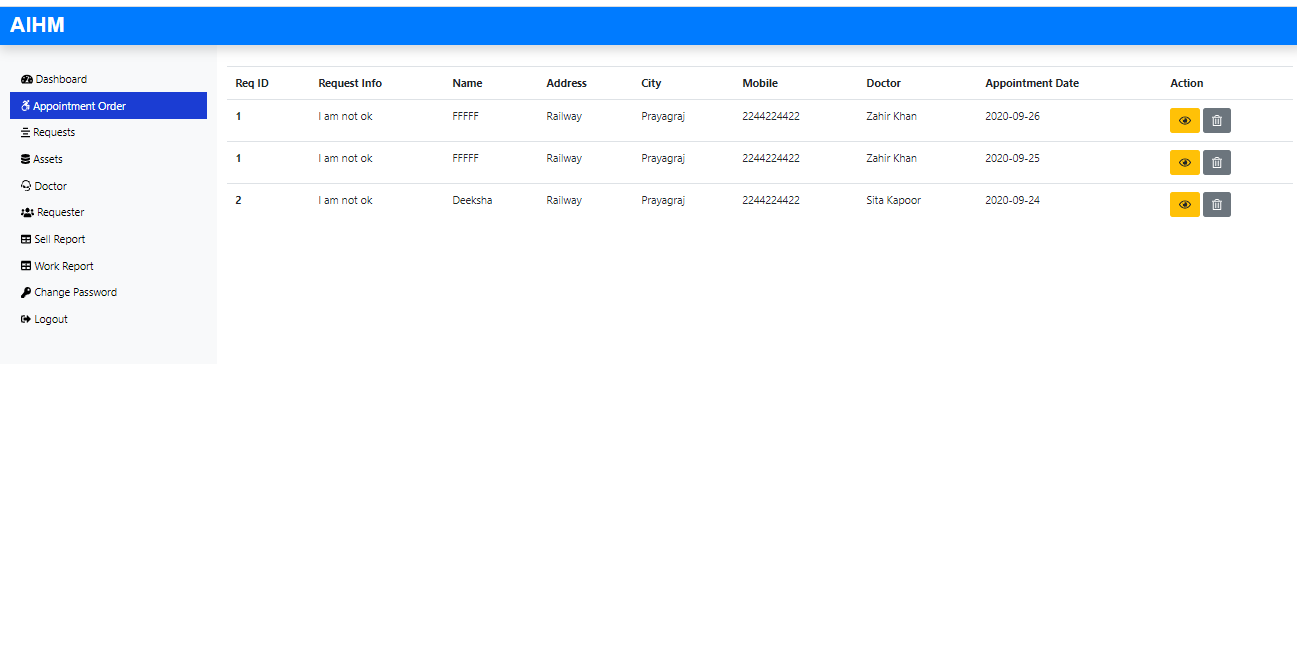 AIHM
Dashboard
Appointment Order
Requests
Assets
Doctor
Requester
Sell Report
Work Report
Change Password
Logout
Req ID Request Info Name Address City Mobile Doctor Appointment Date Action
1 I am not ok FFFFF Railway Prayagraj 2244224422 Zahir Khan 2020-09-26
1 I am not ok FFFFF Railway Prayagraj 2244224422 Zahir Khan 2020-09-25
2 I am not ok Deeksha Railway Prayagraj 2244224422 Sita Kapoor 2020-09-24